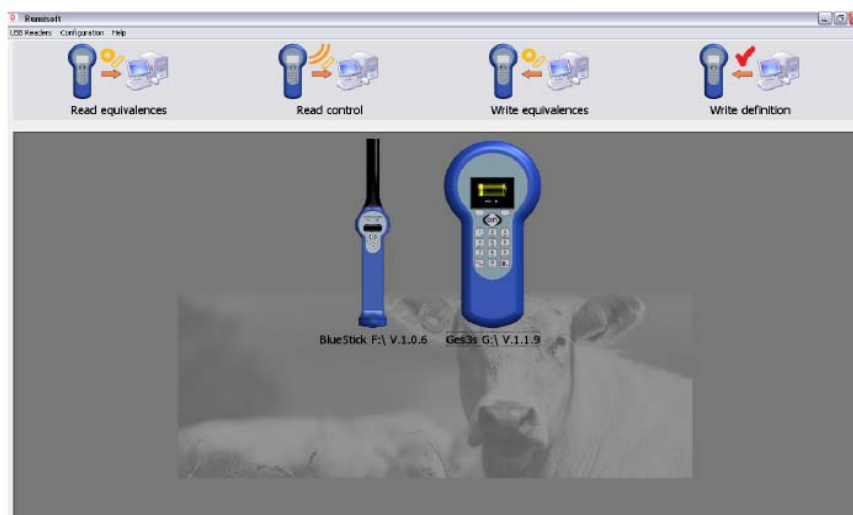 Rumisoft
USB Readers Configuration Help
Read equivalences Read control Write equivalences Write definition
BlueStick F:\ V.1.0.6 Ges3s G:\ V.1.1.9